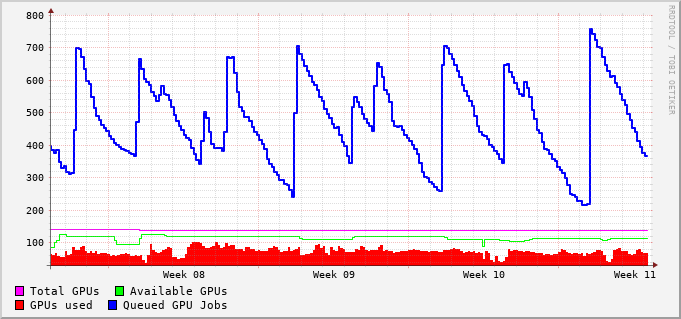 800
700
600
500
400
300
200
100
Week 08 Week 09 Week 10 Week 11
Total GPUs Available GPUs
GPUs used Queued GPU Jobs
RRDTOOL / TOBI OETIKER